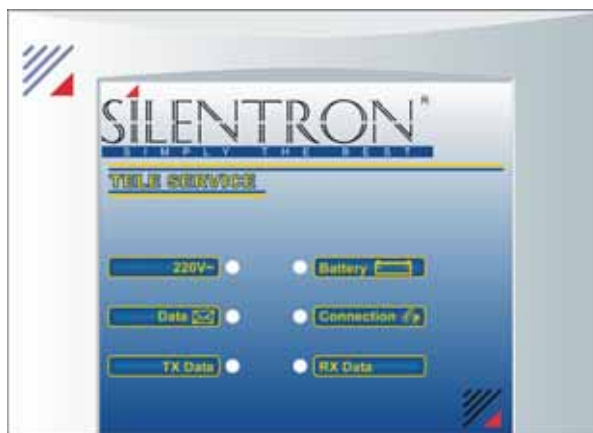 SILENTRON®
SIMPLY THE BEST
TELE SERVICE
220V~
Battery
Data
Connection
TX Data
RX Data